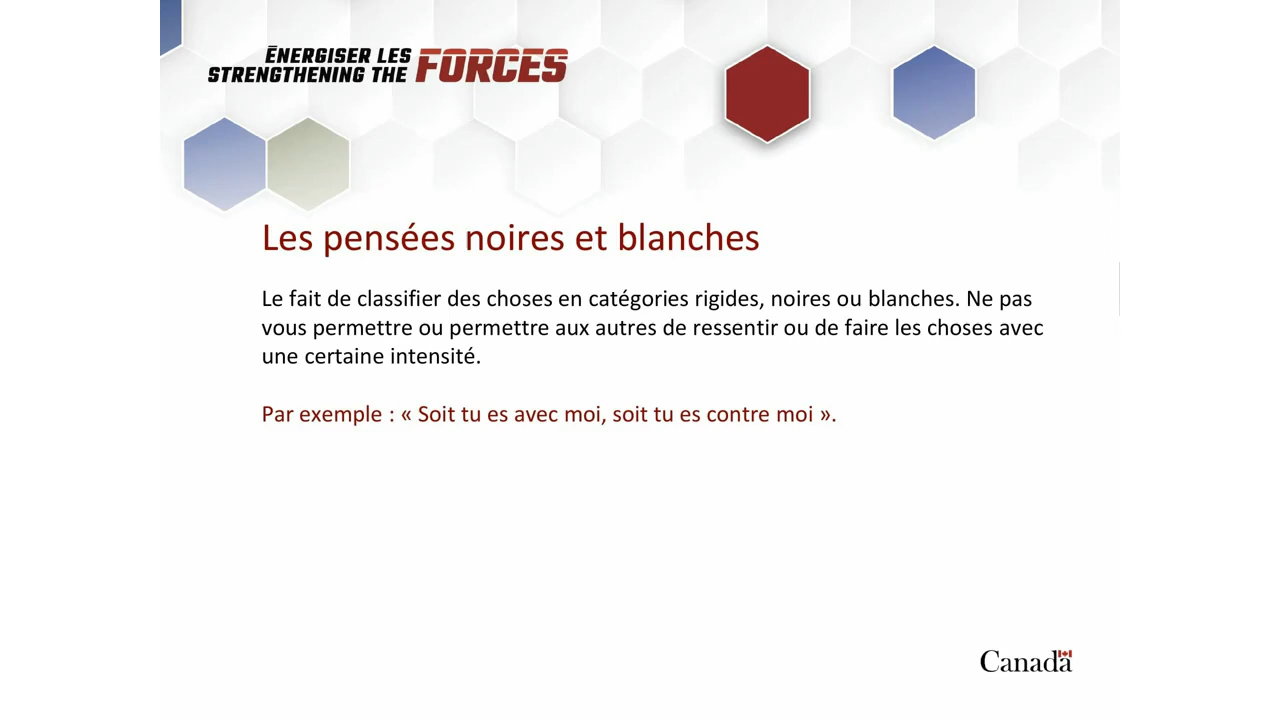 ÉNERGISER LES
STRENGTHENING THE FORCES
Les pensées noires et blanches
Le fait de classifier des choses en catégories rigides, noires ou blanches. Ne pas
vous permettre ou permettre aux autres de ressentir ou de faire les choses avec
une certaine intensité.
Par exemple : « Soit tu es avec moi, soit tu es contre moi ».
Canada